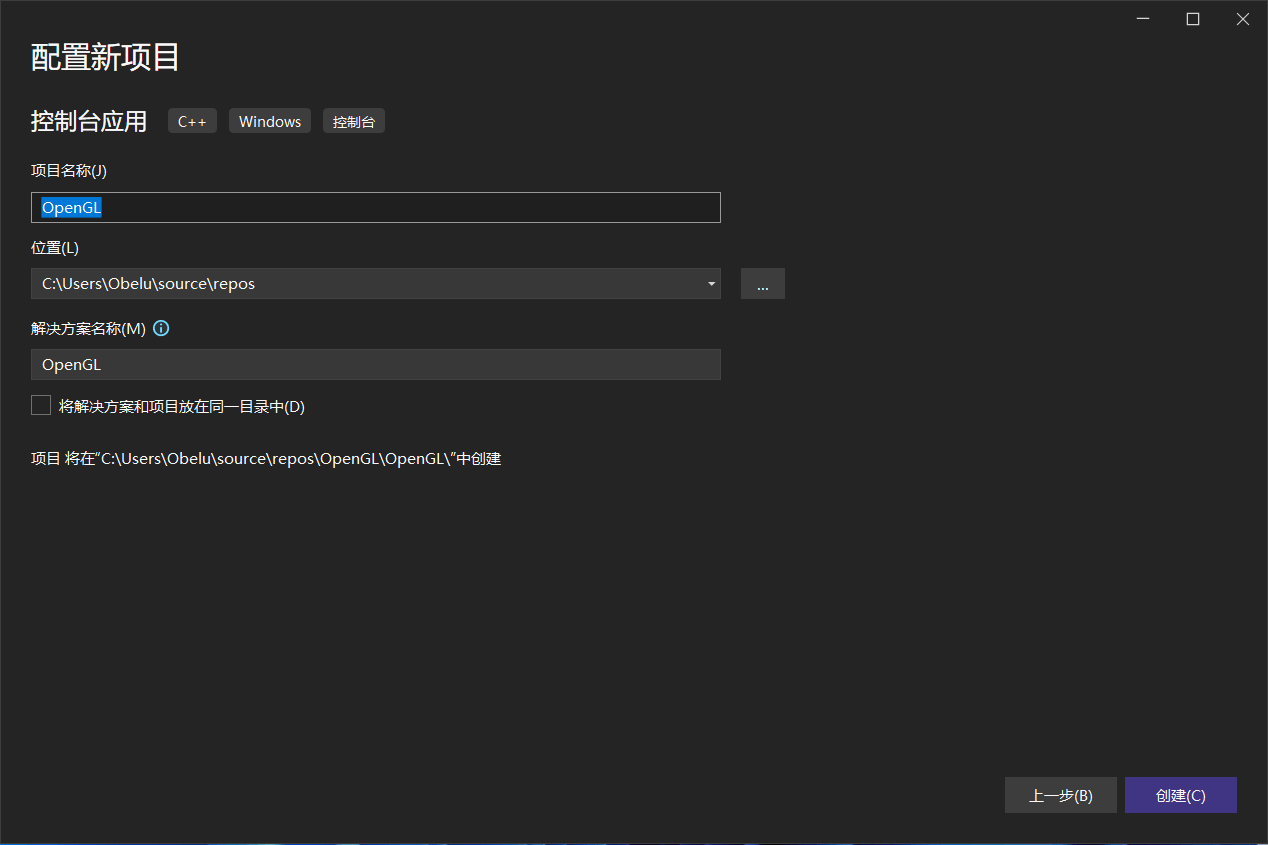 配置新项目
控制台应用 C++ Windows 控制台
项目名称(J)
OpenGL
位置(L)
C:\Users\Obelu\source\repos
...
解决方案名称(M)
OpenGL
将解决方案和项目放在同一目录中(D)
项目 将在“C:\Users\Obelu\source\repos\OpenGL\OpenGL\”中创建
上一步(B) 创建(C)